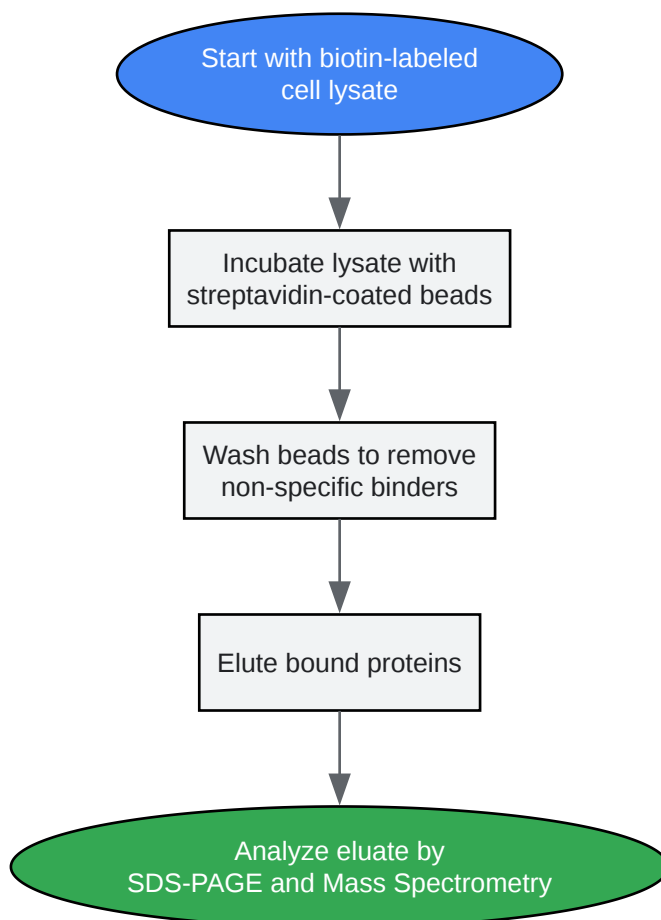 Start with biotin-labeled
cell lysate
Incubate lysate with
streptavidin-coated beads
Wash beads to remove
non-specific binders
Elute bound proteins
Analyze eluate by
SDS-PAGE and Mass Spectrometry